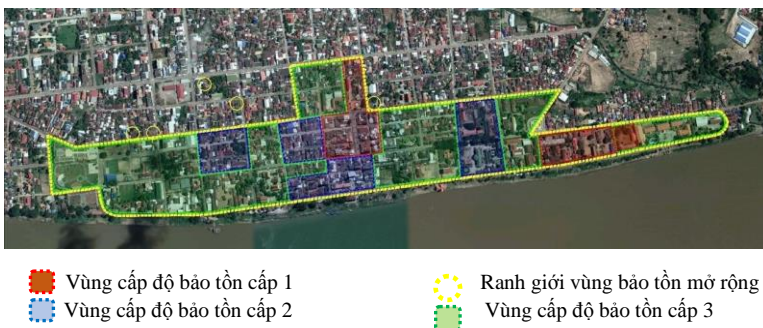 Vùng cấp độ bảo tồn cấp 1
Ranh giới vùng bảo tồn mở rộng
Vùng cấp độ bảo tồn cấp 2
Vùng cấp độ bảo tồn cấp 3